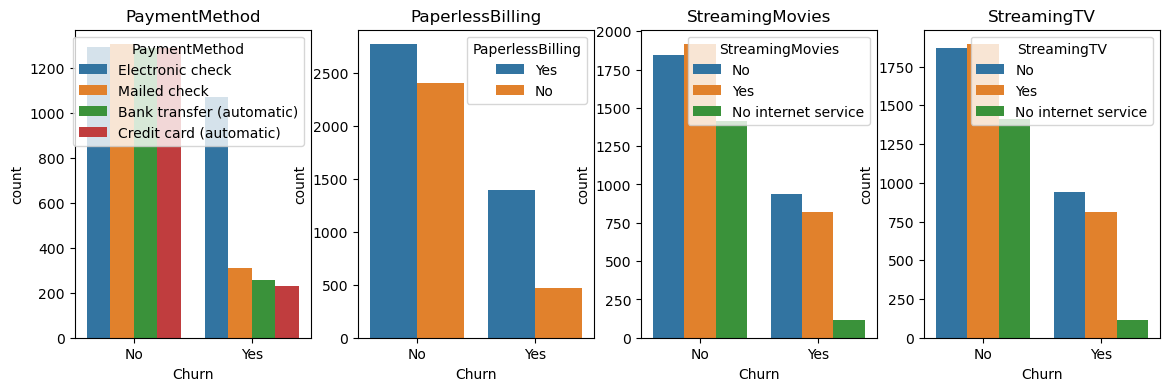 PaymentMethod
PaymentMethod
Electronic check
Mailed check
Bank transfer (automatic)
Credit card (automatic)
1200
1000
800
600
400
200
0
count
No
Yes
Churn
PaperlessBilling
PaperlessBilling
Yes
No
2500
2000
1500
1000
500
0
count
No
Yes
Churn
StreamingMovies
StreamingMovies
No
Yes
No internet service
2000
1750
1500
1250
1000
750
500
250
0
count
No
Yes
Churn
StreamingTV
StreamingTV
No
Yes
No internet service
1750
1500
1250
1000
750
500
250
0
count
No
Yes
Churn